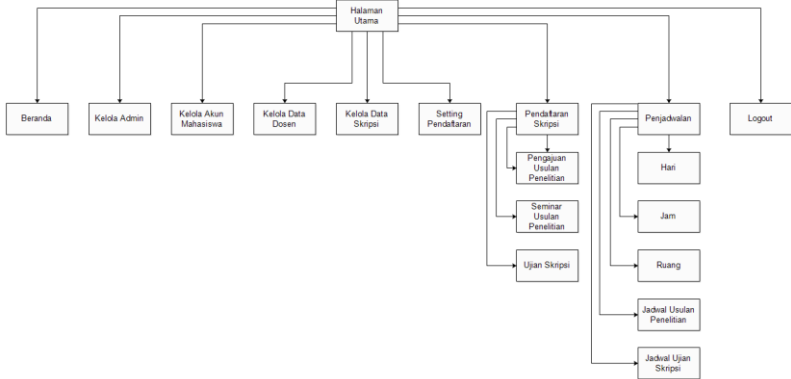 Halaman
Utama
Beranda
Kelola Admin
Kelola Akun
Mahasiswa
Kelola Data
Dosen
Kelola Data
Skripsi
Setting
Pendaftaran
Pendaftaran
Skripsi
Penjadwalan
Logout
Pengajuan
Usulan
Penelitian
Hari
Seminar
Usulan
Penelitian
Jam
Ujian Skripsi
Ruang
Jadwal Usulan
Penelitian
Jadwal Ujian
Skripsi